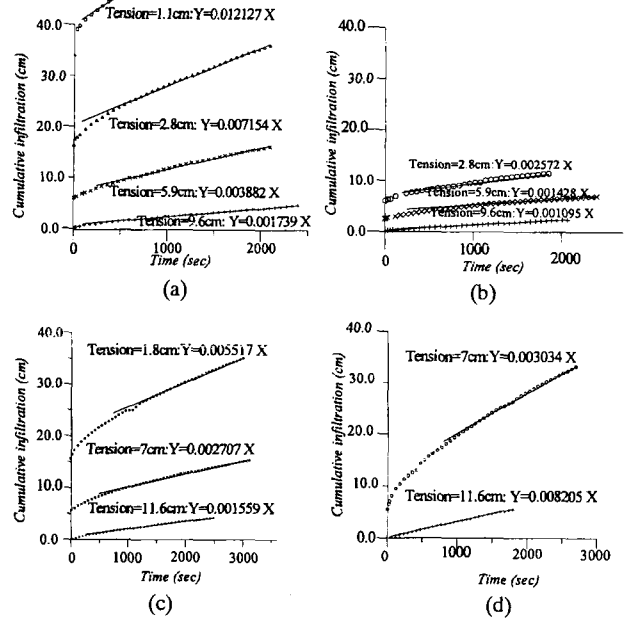 40.0
Tension=1.1cm:Y=0.012127 X
30.0
20.0
Tension=2.8cm: Y=0.007154 X
10.0
Tension=5.9cm:Y=0.003882 X
0.0
Tension=9.6cm:Y=0.001739 X
0
1000
2000
Cumulative infiltration (cm)
Time (sec)
(a)
40.0
30.0
20.0
10.0
0.0
Tension=2.8cm:Y=0.002572 X
Tension=5.9cm:Y=0.001428 X
Tension=9.6cm:Y=0.001095 X
0
1000
2000
Cumulative infiltration (cm)
Time (sec)
(b)
40.0
Tension=1.8cm:Y=0.005517 X
30.0
20.0
Tension=7cm:Y=0.002707 X
10.0
Tension=11.6cm:Y=0.001559 X
0.0
0
1000
2000
3000
Cumulative infiltration (cm)
Time (sec)
(c)
40.0
Tension=7cm:Y=0.003034 X
30.0
20.0
10.0
Tension=11.6cm: Y=0.008205 X
0.0
0
1000
2000
3000
Cumulative infiltration (cm)
Time (sec)
(d)